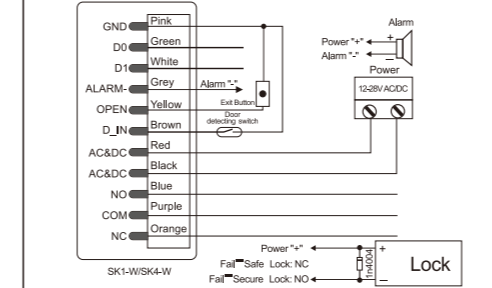 GND Pink
D0 Green
D1 White
ALARM- Grey Alarm "-"
OPEN Yellow Exit Button
Door
detecting switch
D_IN Brown
AC&DC Red
AC&DC Black
NO Blue
COM Purple
NC Orange
SK1-W/SK4-W
Alarm
Power "+" +
Alarm "-" –
Power
12-28V AC/DC
Power "+" +
Fail Safe Lock: NC
Fail Secure Lock: NO –
1n4004
Lock